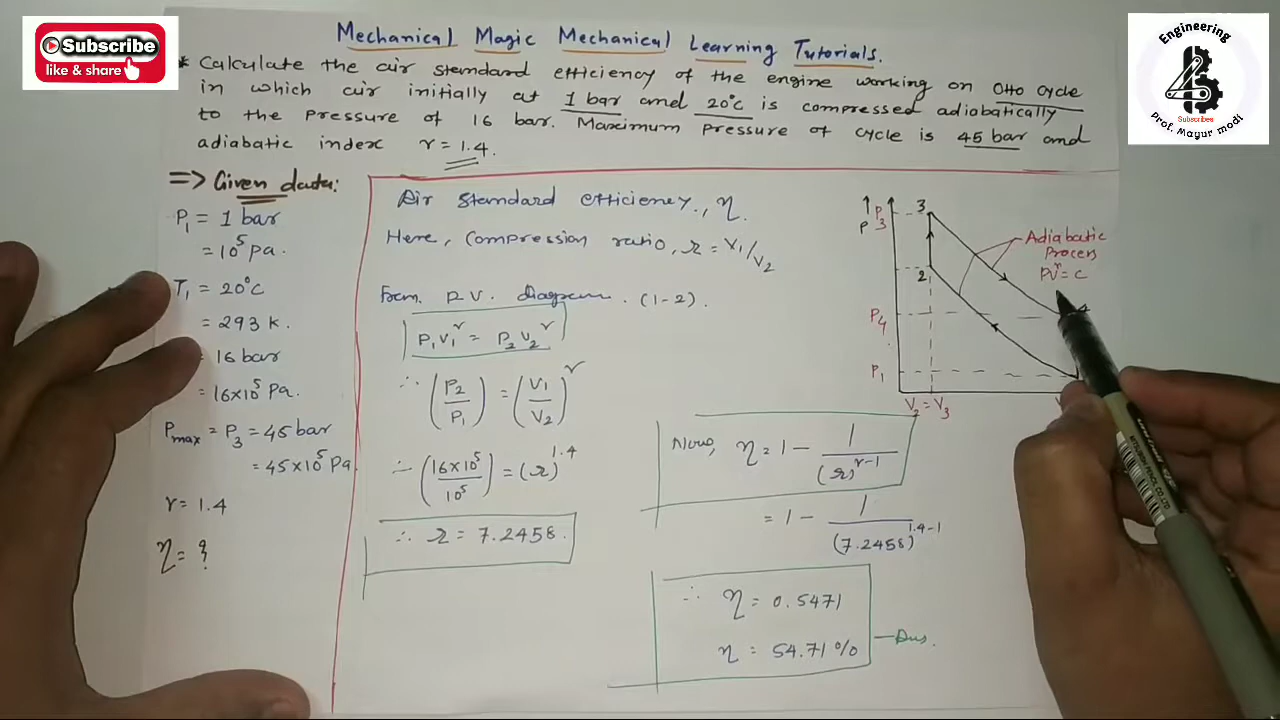 Subscribe
like & share
Mechanical Magic Mechanical Learning Tutorials.
* Calculate the air standard efficiency of the engine working on Otto cycle
in which air initially at 1 bar and 20°C is compressed adiabatically
to the pressure of 16 bar. Maximum pressure of cycle is 45 bar and
adiabatic index γ = 1.4.
Engineering
Subscribes
Prof. Mayur modi
=> Given data:
P1 = 1 bar
= 10^5 Pa.
T1 = 20°C
= 293 K.
= 16 bar
= 16×10^5 Pa.
Pmax = P3 = 45 bar
= 45×10^5 Pa
γ = 1.4
η = ?
Air standard efficiency, η.
Here, Compression ratio, r = V1/V2
From P.V. diagram. (1-2).
P1V1^γ = P2V2^γ
∴ (P2/P1) = (V1/V2)^γ
∴ (16×10^5/10^5) = (r)^1.4
∴ r = 7.2458.
P
P3
3
2
P4
4
P1
V2 = V3
Adiabatic
Process
PV^γ = C
Now, η = 1 - 1/(r)^γ-1
= 1 - 1/(7.2458)^1.4-1
∴ η = 0.5471
η = 54.71% — Ans.